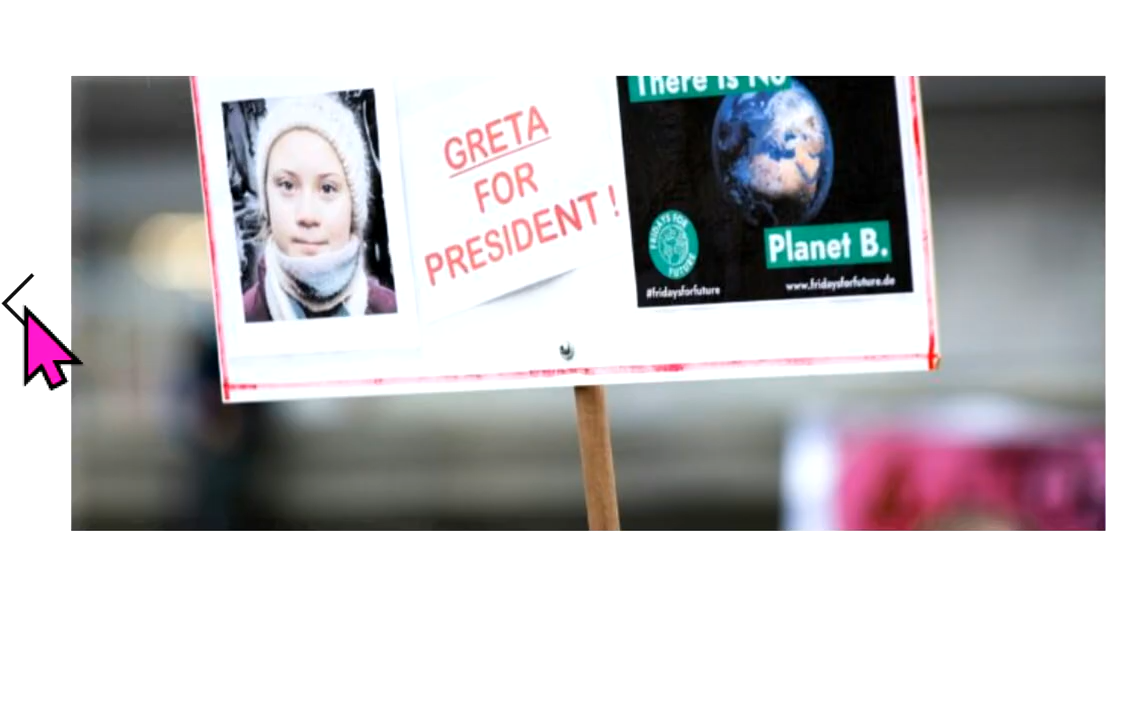 GRETA
FOR
PRESIDENT !
There is No
Planet B.
FRIDAYS FOR
FUTURE
#fridaysforfuture
www.fridaysforfuture.de